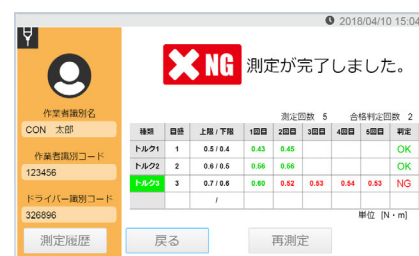 2018/04/10 15:04
NG 測定が完了しました。
測定回数 5 合格判定回数 2
作業者識別名
CON 太郎
作業者識別コード
123456
ドライバー識別コード
326896
種類 目標 上限 / 下限 1回目 2回目 3回目 4回目 5回目 判定
トルク1 1 0.5 / 0.4 0.43 0.45 OK
トルク2 2 0.6 / 0.5 0.56 0.56 OK
トルク3 3 0.7 / 0.6 0.60 0.52 0.53 0.54 0.53 NG
/
単位 [N・m]
測定履歴 戻る 再測定